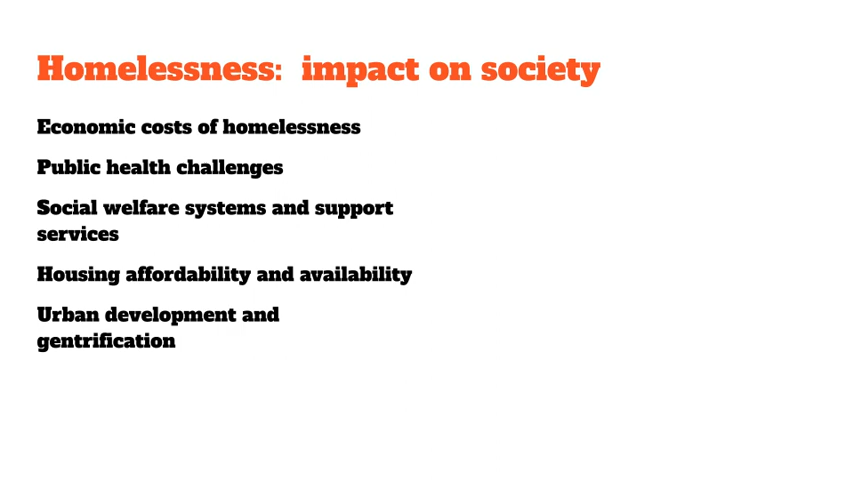 Homelessness:  impact on society
Economic costs of homelessness
Public health challenges
Social welfare systems and support
services
Housing affordability and availability
Urban development and
gentrification